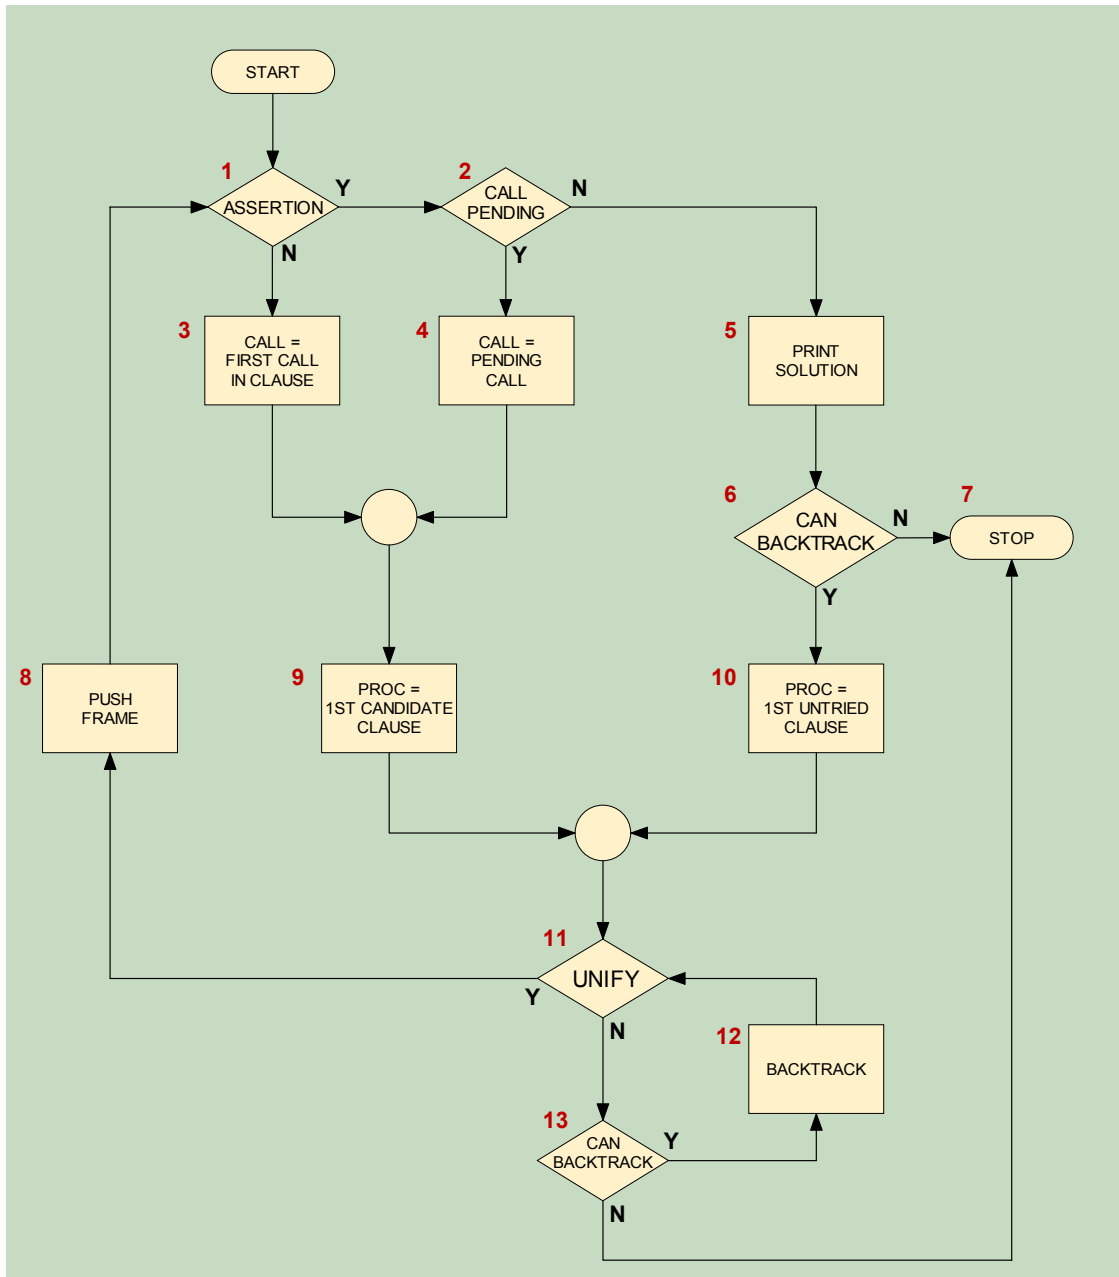 START
1
ASSERTION
Y
N
2
CALL
PENDING
N
Y
3
CALL =
FIRST CALL
IN CLAUSE
4
CALL =
PENDING
CALL
5
PRINT
SOLUTION
6
CAN
BACKTRACK
N
Y
7
STOP
8
PUSH
FRAME
9
PROC =
1ST CANDIDATE
CLAUSE
10
PROC =
1ST UNTRIED
CLAUSE
11
UNIFY
Y
N
12
BACKTRACK
13
CAN
BACKTRACK
Y
N